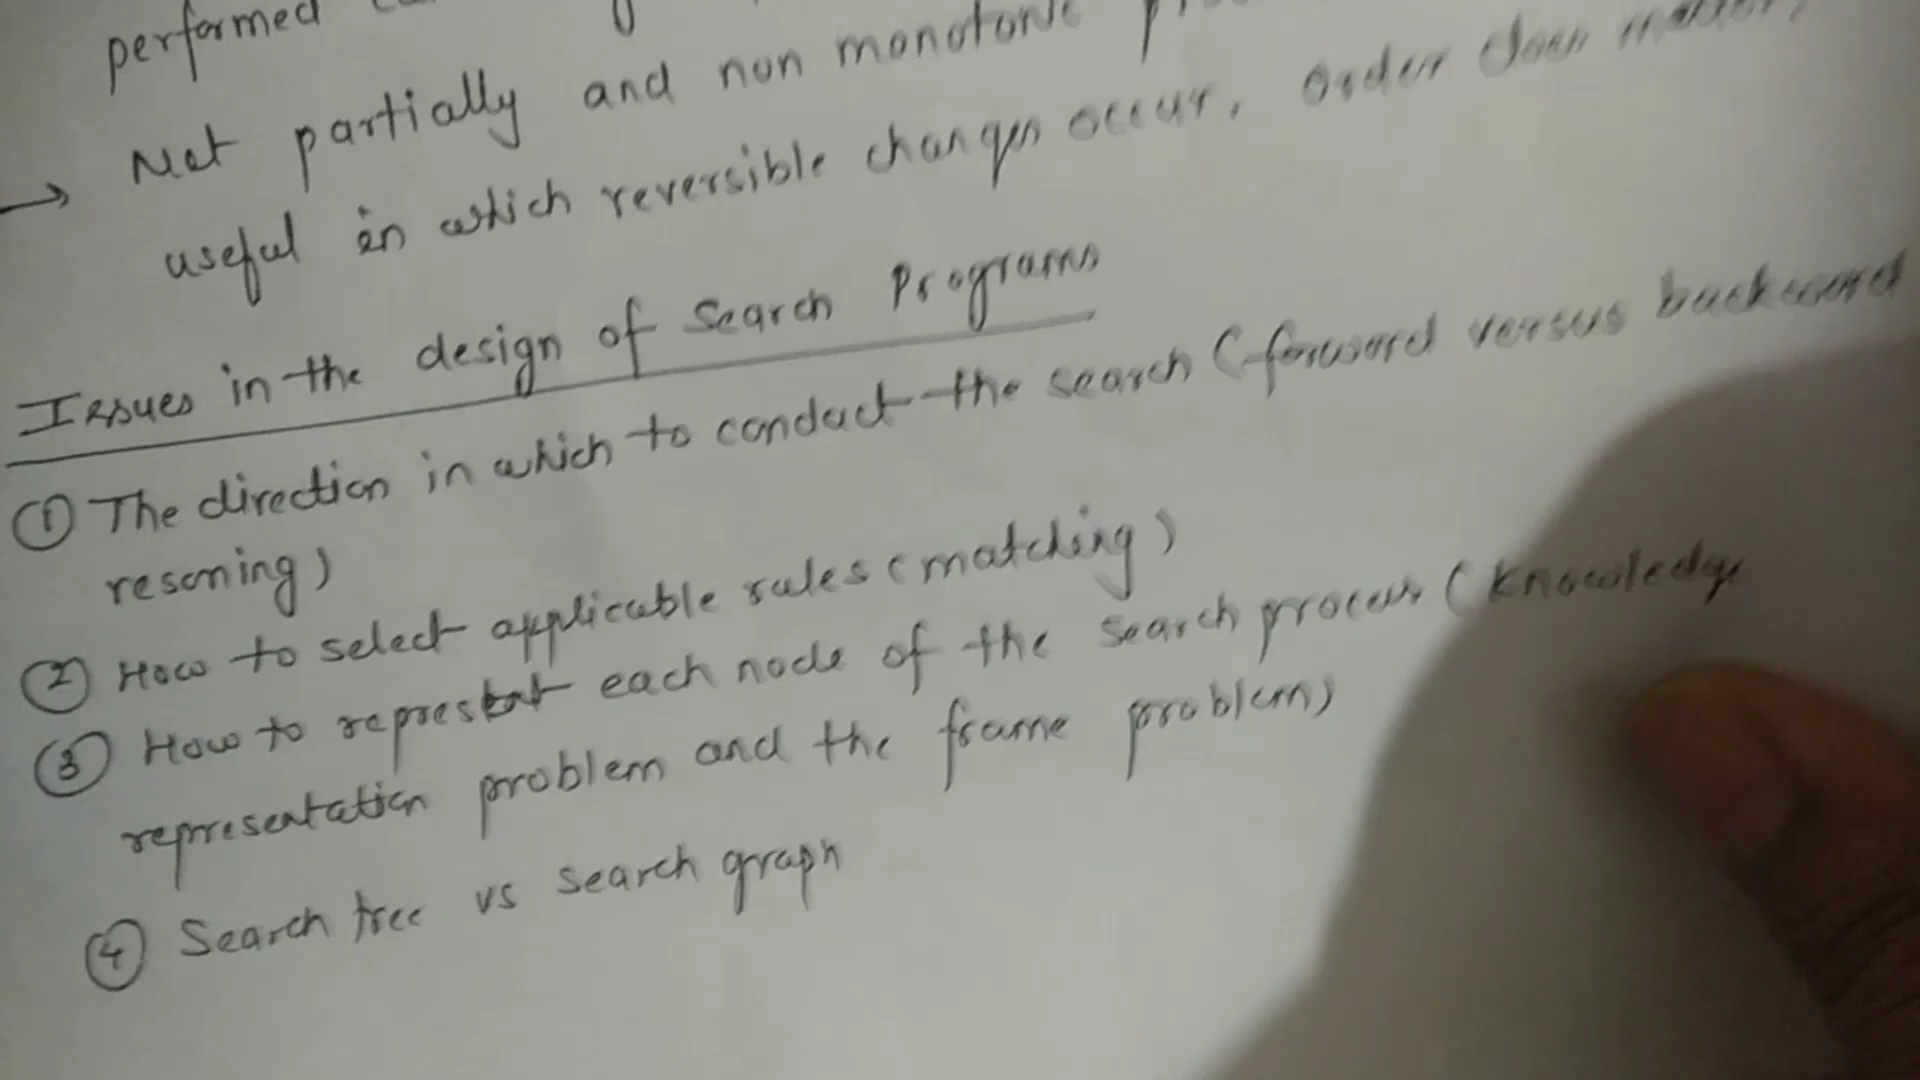 performed
→ Not partially and non monotonic
useful in which reversible changes occur, order does matter,
Issues in the design of Search Programs
① The direction in which to conduct the search (forward versus backward
resoning)
② How to select applicable rules (matching)
③ How to represtnt each node of the search process (knowledge
representation problem and the frame problem)
④ Search tree vs search graph